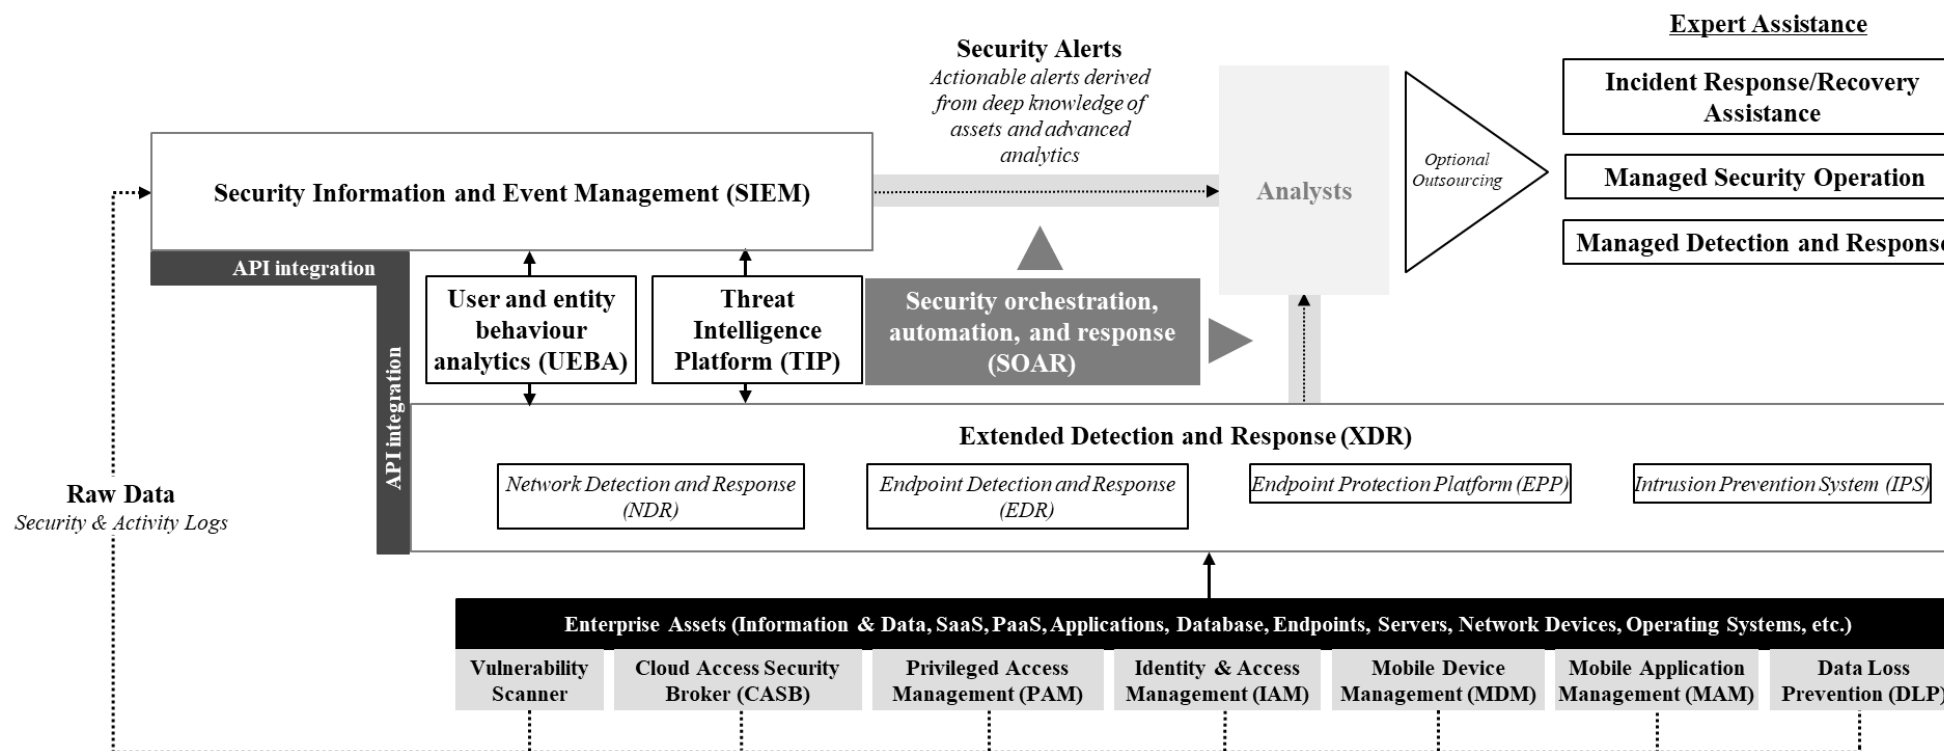 Expert Assistance
Security Alerts
Actionable alerts derived
from deep knowledge of
assets and advanced
analytics
Incident Response/Recovery
Assistance
Optional
Outsourcing
Managed Security Operation
Security Information and Event Management (SIEM)
Analysts
Managed Detection and Response
API integration
User and entity
behaviour
analytics (UEBA)
Threat
Intelligence
Platform (TIP)
Security orchestration,
automation, and response
(SOAR)
API integration
Extended Detection and Response (XDR)
Network Detection and Response
(NDR)
Endpoint Detection and Response
(EDR)
Endpoint Protection Platform (EPP)
Intrusion Prevention System (IPS)
Raw Data
Security & Activity Logs
Enterprise Assets (Information & Data, SaaS, PaaS, Applications, Database, Endpoints, Servers, Network Devices, Operating Systems, etc.)
Vulnerability
Scanner
Cloud Access Security
Broker (CASB)
Privileged Access
Management (PAM)
Identity & Access
Management (IAM)
Mobile Device
Management (MDM)
Mobile Application
Management (MAM)
Data Loss
Prevention (DLP)